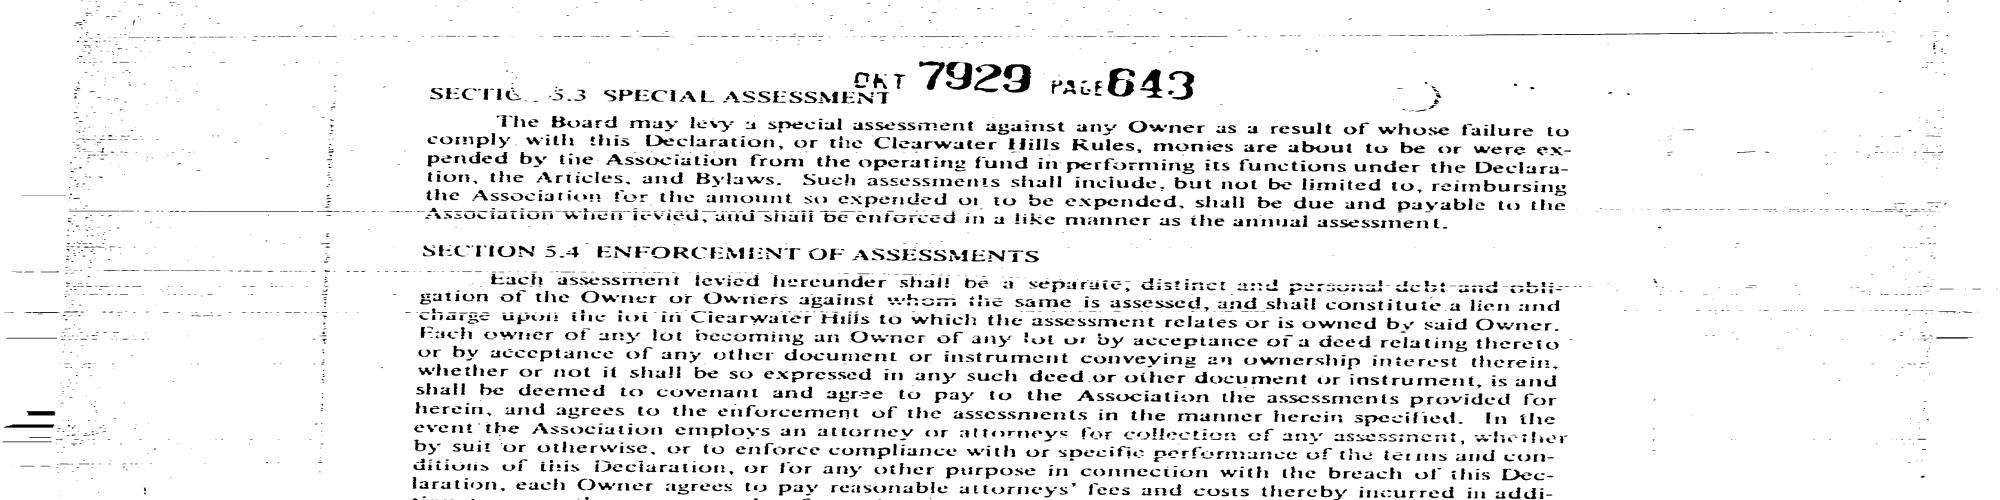 DKT 7929 PAGE 643
SECTIO 5.3 SPECIAL ASSESSMENT
The Board may levy a special assessment against any Owner as a result of whose failure to
comply with this Declaration, or the Clearwater Hills Rules, monies are about to be or were ex-
pended by the Association from the operating fund in performing its functions under the Declara-
tion, the Articles, and Bylaws. Such assessments shall include, but not be limited to, reimbursing
the Association for the amount so expended or to be expended, shall be due and payable to the
Association when levied, and shall be enforced in a like manner as the annual assessment.
SECTION 5.4 ENFORCEMENT OF ASSESSMENTS
Each assessment levied hereunder shall be a separate, distinct and personal debt and obli-
gation of the Owner or Owners against whom the same is assessed, and shall constitute a lien and
charge upon the lot in Clearwater Hills to which the assessment relates or is owned by said Owner.
Each owner of any lot becoming an Owner of any lot or by acceptance of a deed relating thereto
or by acceptance of any other document or instrument conveying an ownership interest therein,
whether or not it shall be so expressed in any such deed or other document or instrument, is and
shall be deemed to covenant and agree to pay to the Association the assessments provided for
herein, and agrees to the enforcement of the assessments in the manner herein specified. In the
event the Association employs an attorney or attorneys for collection of any assessment, whether
by suit or otherwise, or to enforce compliance with or specific performance of the terms and con-
ditions of this Declaration, or for any other purpose in connection with the breach of this Dec-
laration, each Owner agrees to pay reasonable attorneys' fees and costs thereby incurred in addi-